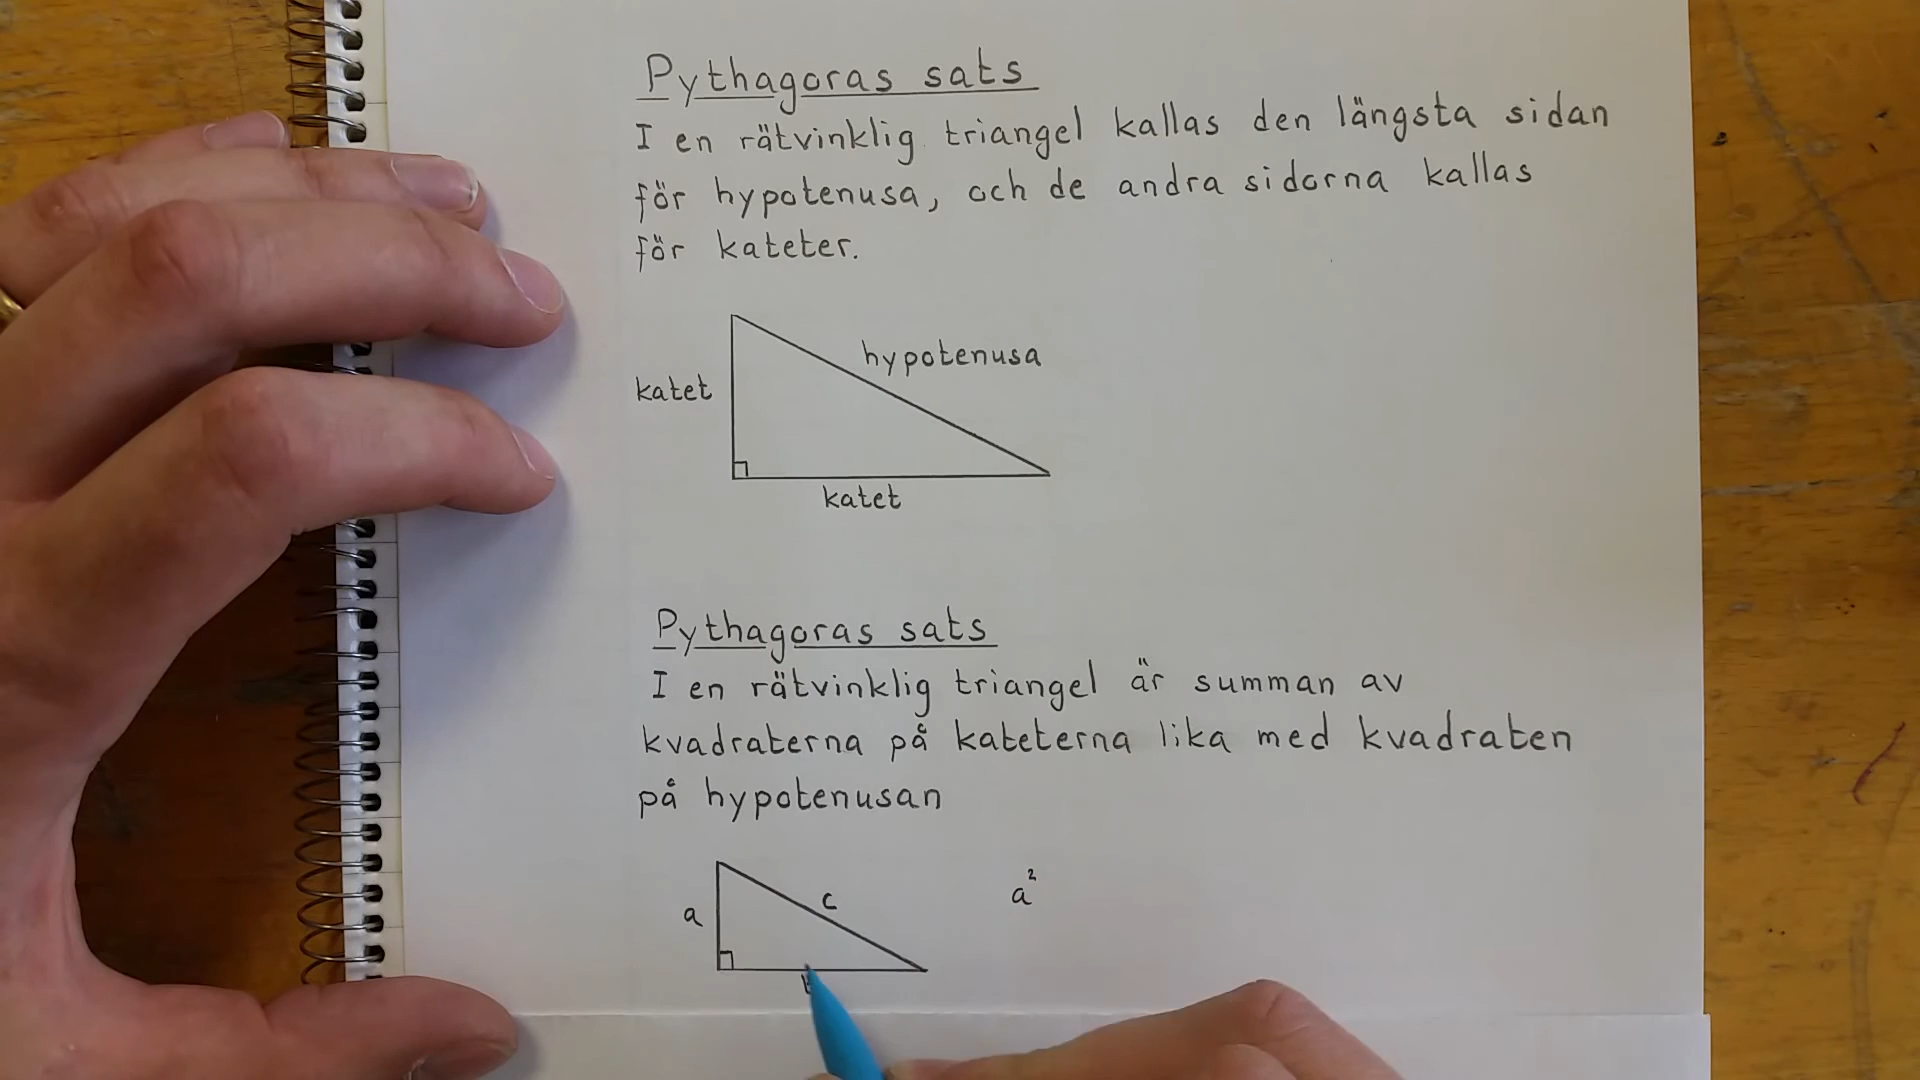 Pythagoras sats
I en rätvinklig triangel kallas den längsta sidan
för hypotenusa, och de andra sidorna kallas
för kateter.
hypotenusa
katet
katet
Pythagoras sats
I en rätvinklig triangel är summan av
kvadraterna på kateterna lika med kvadraten
på hypotenusan
c
a
a²